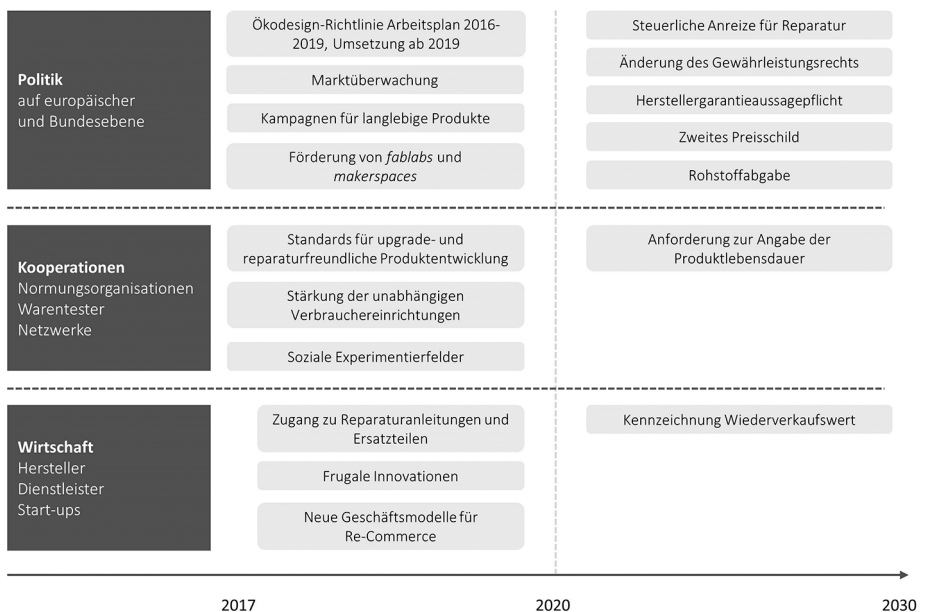 Politik
auf europäischer
und Bundesebene
Ökodesign-Richtlinie Arbeitsplan 2016-
2019, Umsetzung ab 2019
Marktüberwachung
Kampagnen für langlebige Produkte
Förderung von fablabs und
makerspaces
Steuerliche Anreize für Reparatur
Änderung des Gewährleistungsrechts
Herstellergarantieaussagepflicht
Zweites Preisschild
Rohstoffabgabe
Kooperationen
Normungsorganisationen
Warentester
Netzwerke
Standards für upgrade- und
reparaturfreundliche Produktentwicklung
Stärkung der unabhängigen
Verbrauchereinrichtungen
Soziale Experimentierfelder
Anforderung zur Angabe der
Produktlebensdauer
Wirtschaft
Hersteller
Dienstleister
Start-ups
Zugang zu Reparaturanleitungen und
Ersatzteilen
Frugale Innovationen
Neue Geschäftsmodelle für
Re-Commerce
Kennzeichnung Wiederverkaufswert
2017
2020
2030